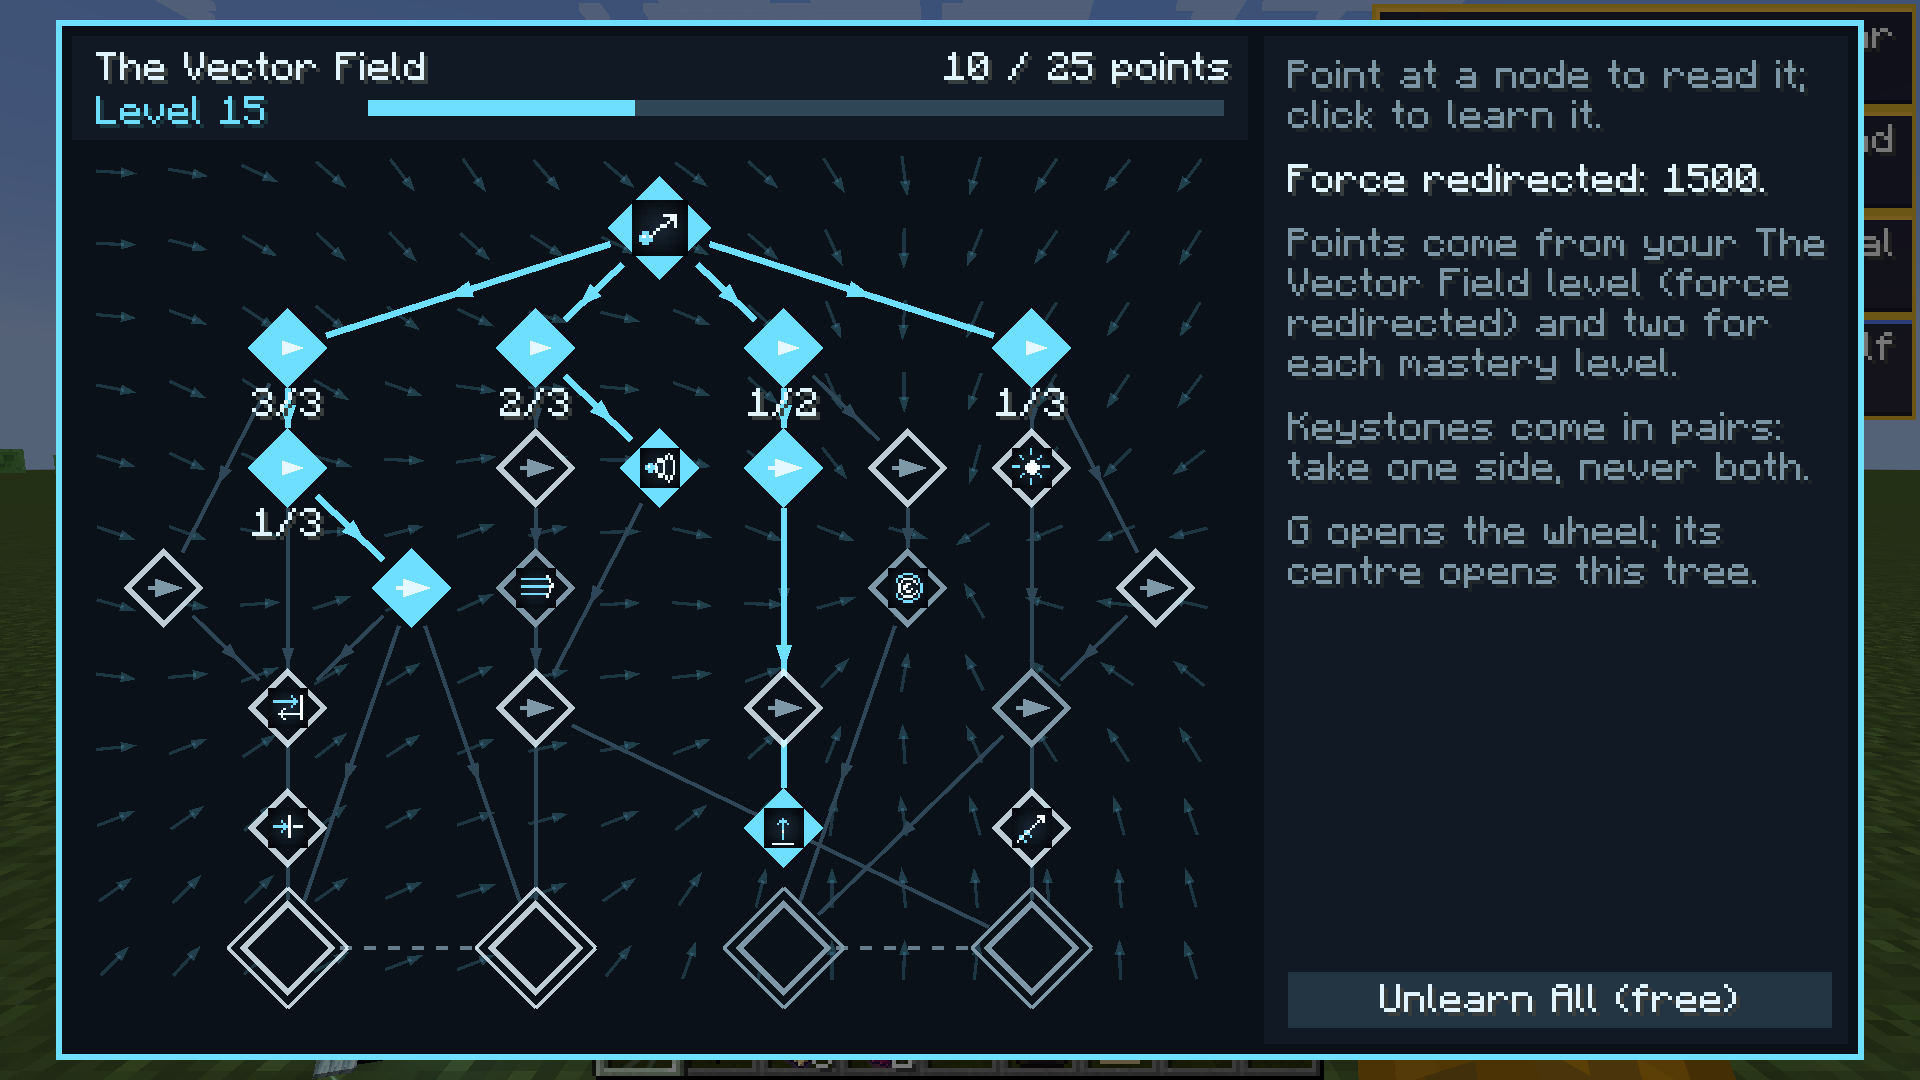 The Vector Field
10 / 25 points
Level 15
3/3
2/3
1/2
1/3
1/3
Point at a node to read it;
click to learn it.
Force redirected: 1500.
Points come from your The
Vector Field level (force
redirected) and two for
each mastery level.
Keystones come in pairs:
take one side, never both.
G opens the wheel; its
centre opens this tree.
Unlearn All (free)